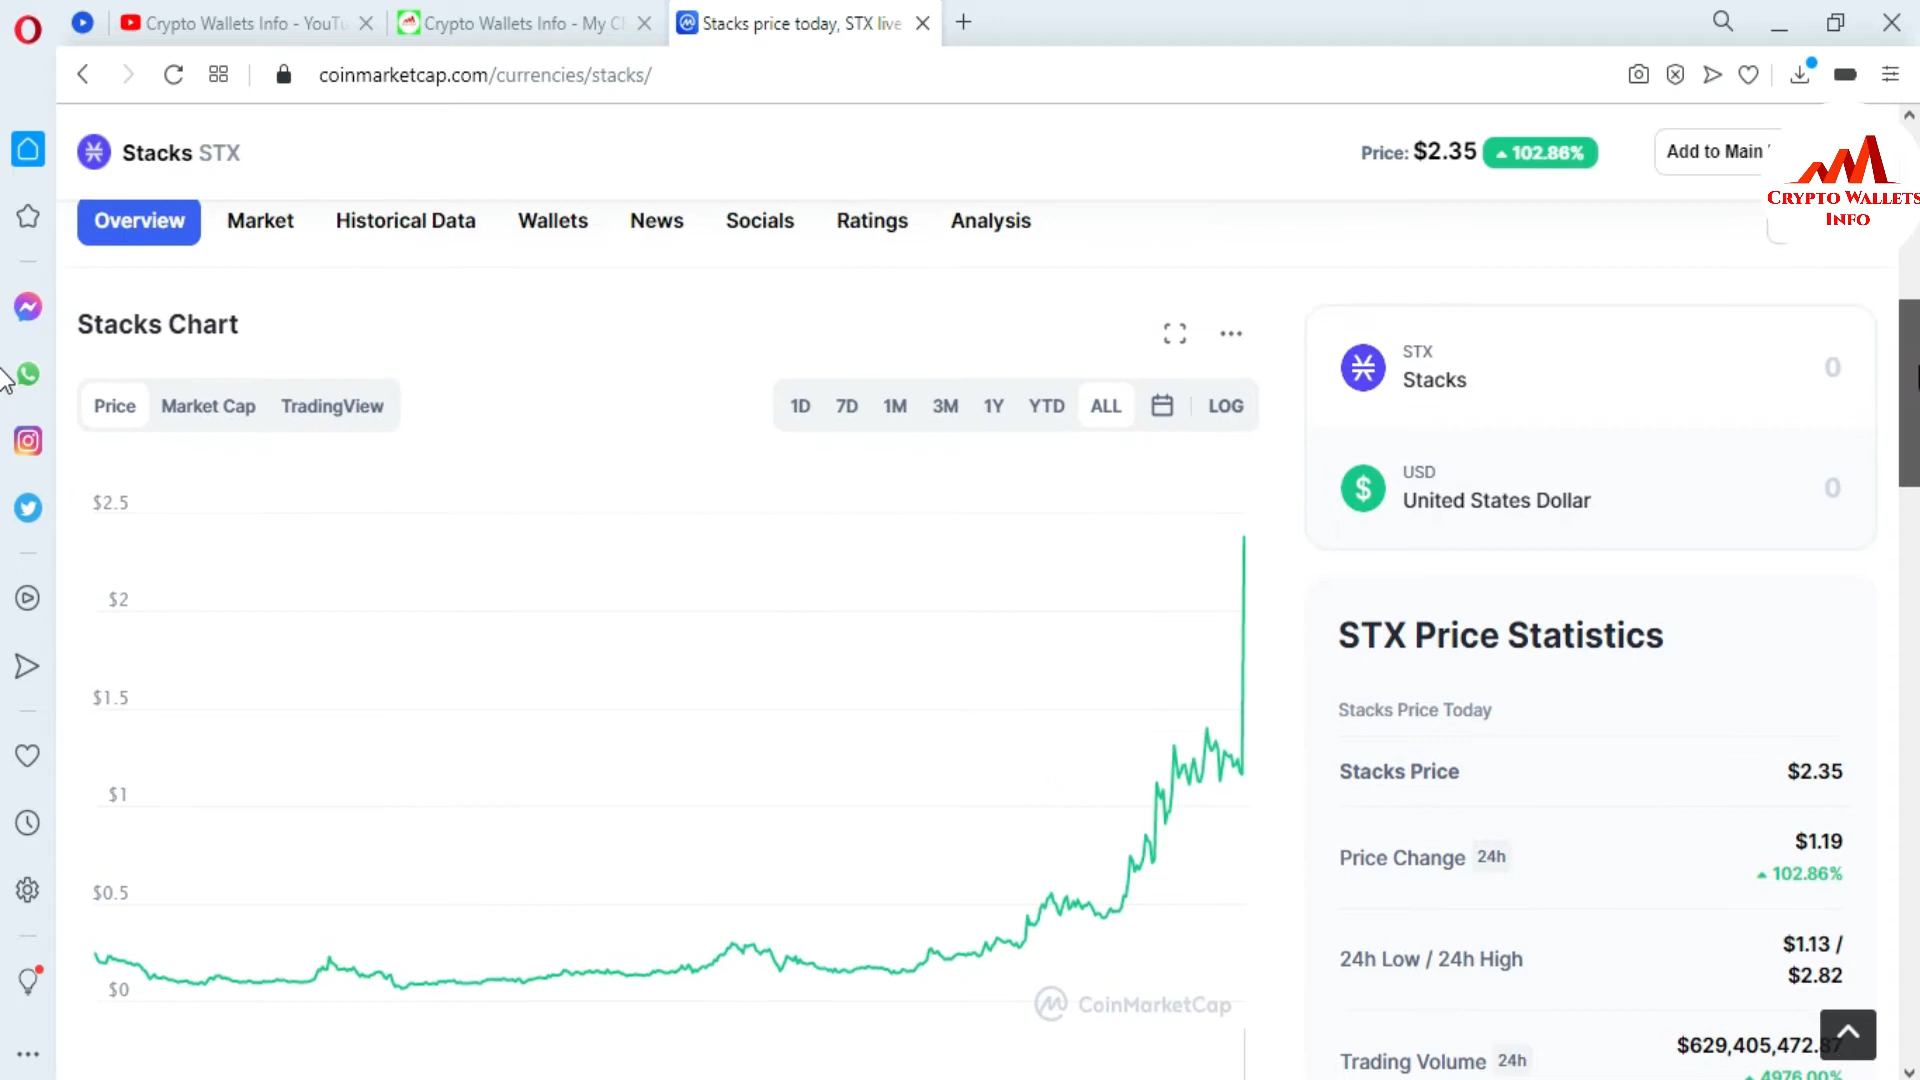 Crypto Wallets Info - YouTu
Crypto Wallets Info - My Cl
Stacks price today, STX live
coinmarketcap.com/currencies/stacks/
Stacks STX
Price: $2.35 102.86%
Add to Main
CRYPTO WALLETS
INFO
Overview Market Historical Data Wallets News Socials Ratings Analysis
Stacks Chart
Price Market Cap TradingView
1D 7D 1M 3M 1Y YTD ALL LOG
$2.5
$2
$1.5
$1
$0.5
$0
CoinMarketCap
STX
Stacks
0
USD
United States Dollar
0
STX Price Statistics
Stacks Price Today
Stacks Price $2.35
Price Change 24h $1.19
102.86%
24h Low / 24h High $1.13 /
$2.82
Trading Volume 24h $629,405,472.87
4976.00%